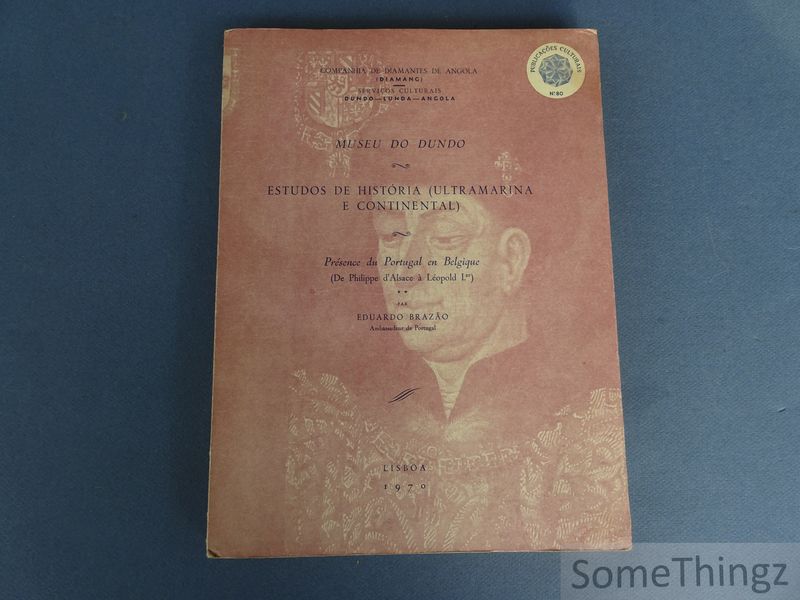 COMPANHIA DE DIAMANTES DE ANGOLA
(DIAMANG)
SERVIÇOS CULTURAIS
DUNDO—LUNDA—ANGOLA
PUBLICAÇÕES CULTURAIS
Nº 80
MUSEU DO DUNDO
ESTUDOS DE HISTÓRIA (ULTRAMARINA
E CONTINENTAL)
Présence du Portugal en Belgique
(De Philippe d'Alsace à Léopold Ier)
**
PAR
EDUARDO BRAZÃO
Ambassadeur de Portugal
LISBOA
1970
SomeThingz